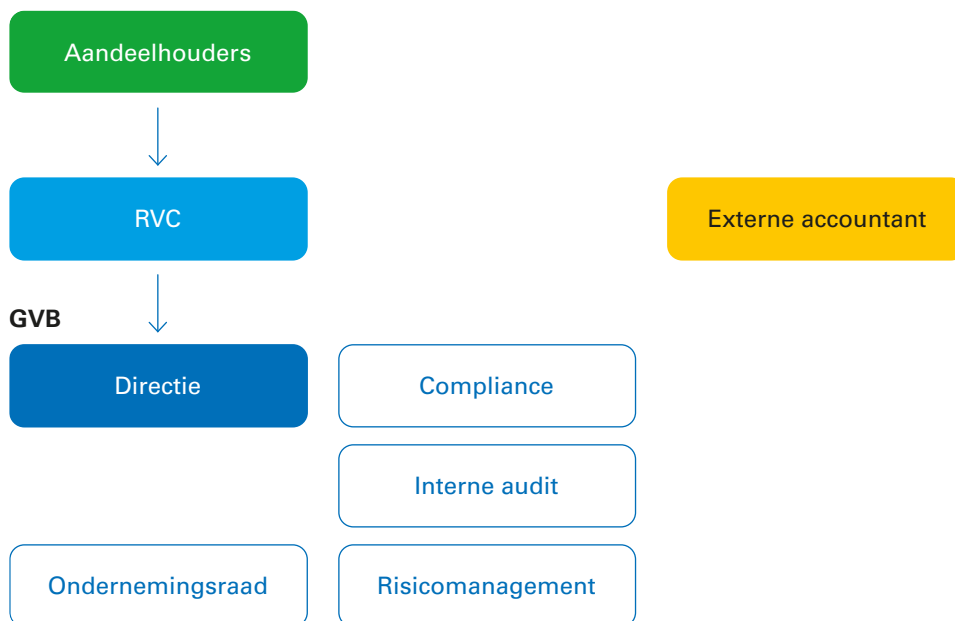 Aandeelhouders
RVC
Externe accountant
GVB
Directie
Compliance
Interne audit
Ondernemingsraad
Risicomanagement